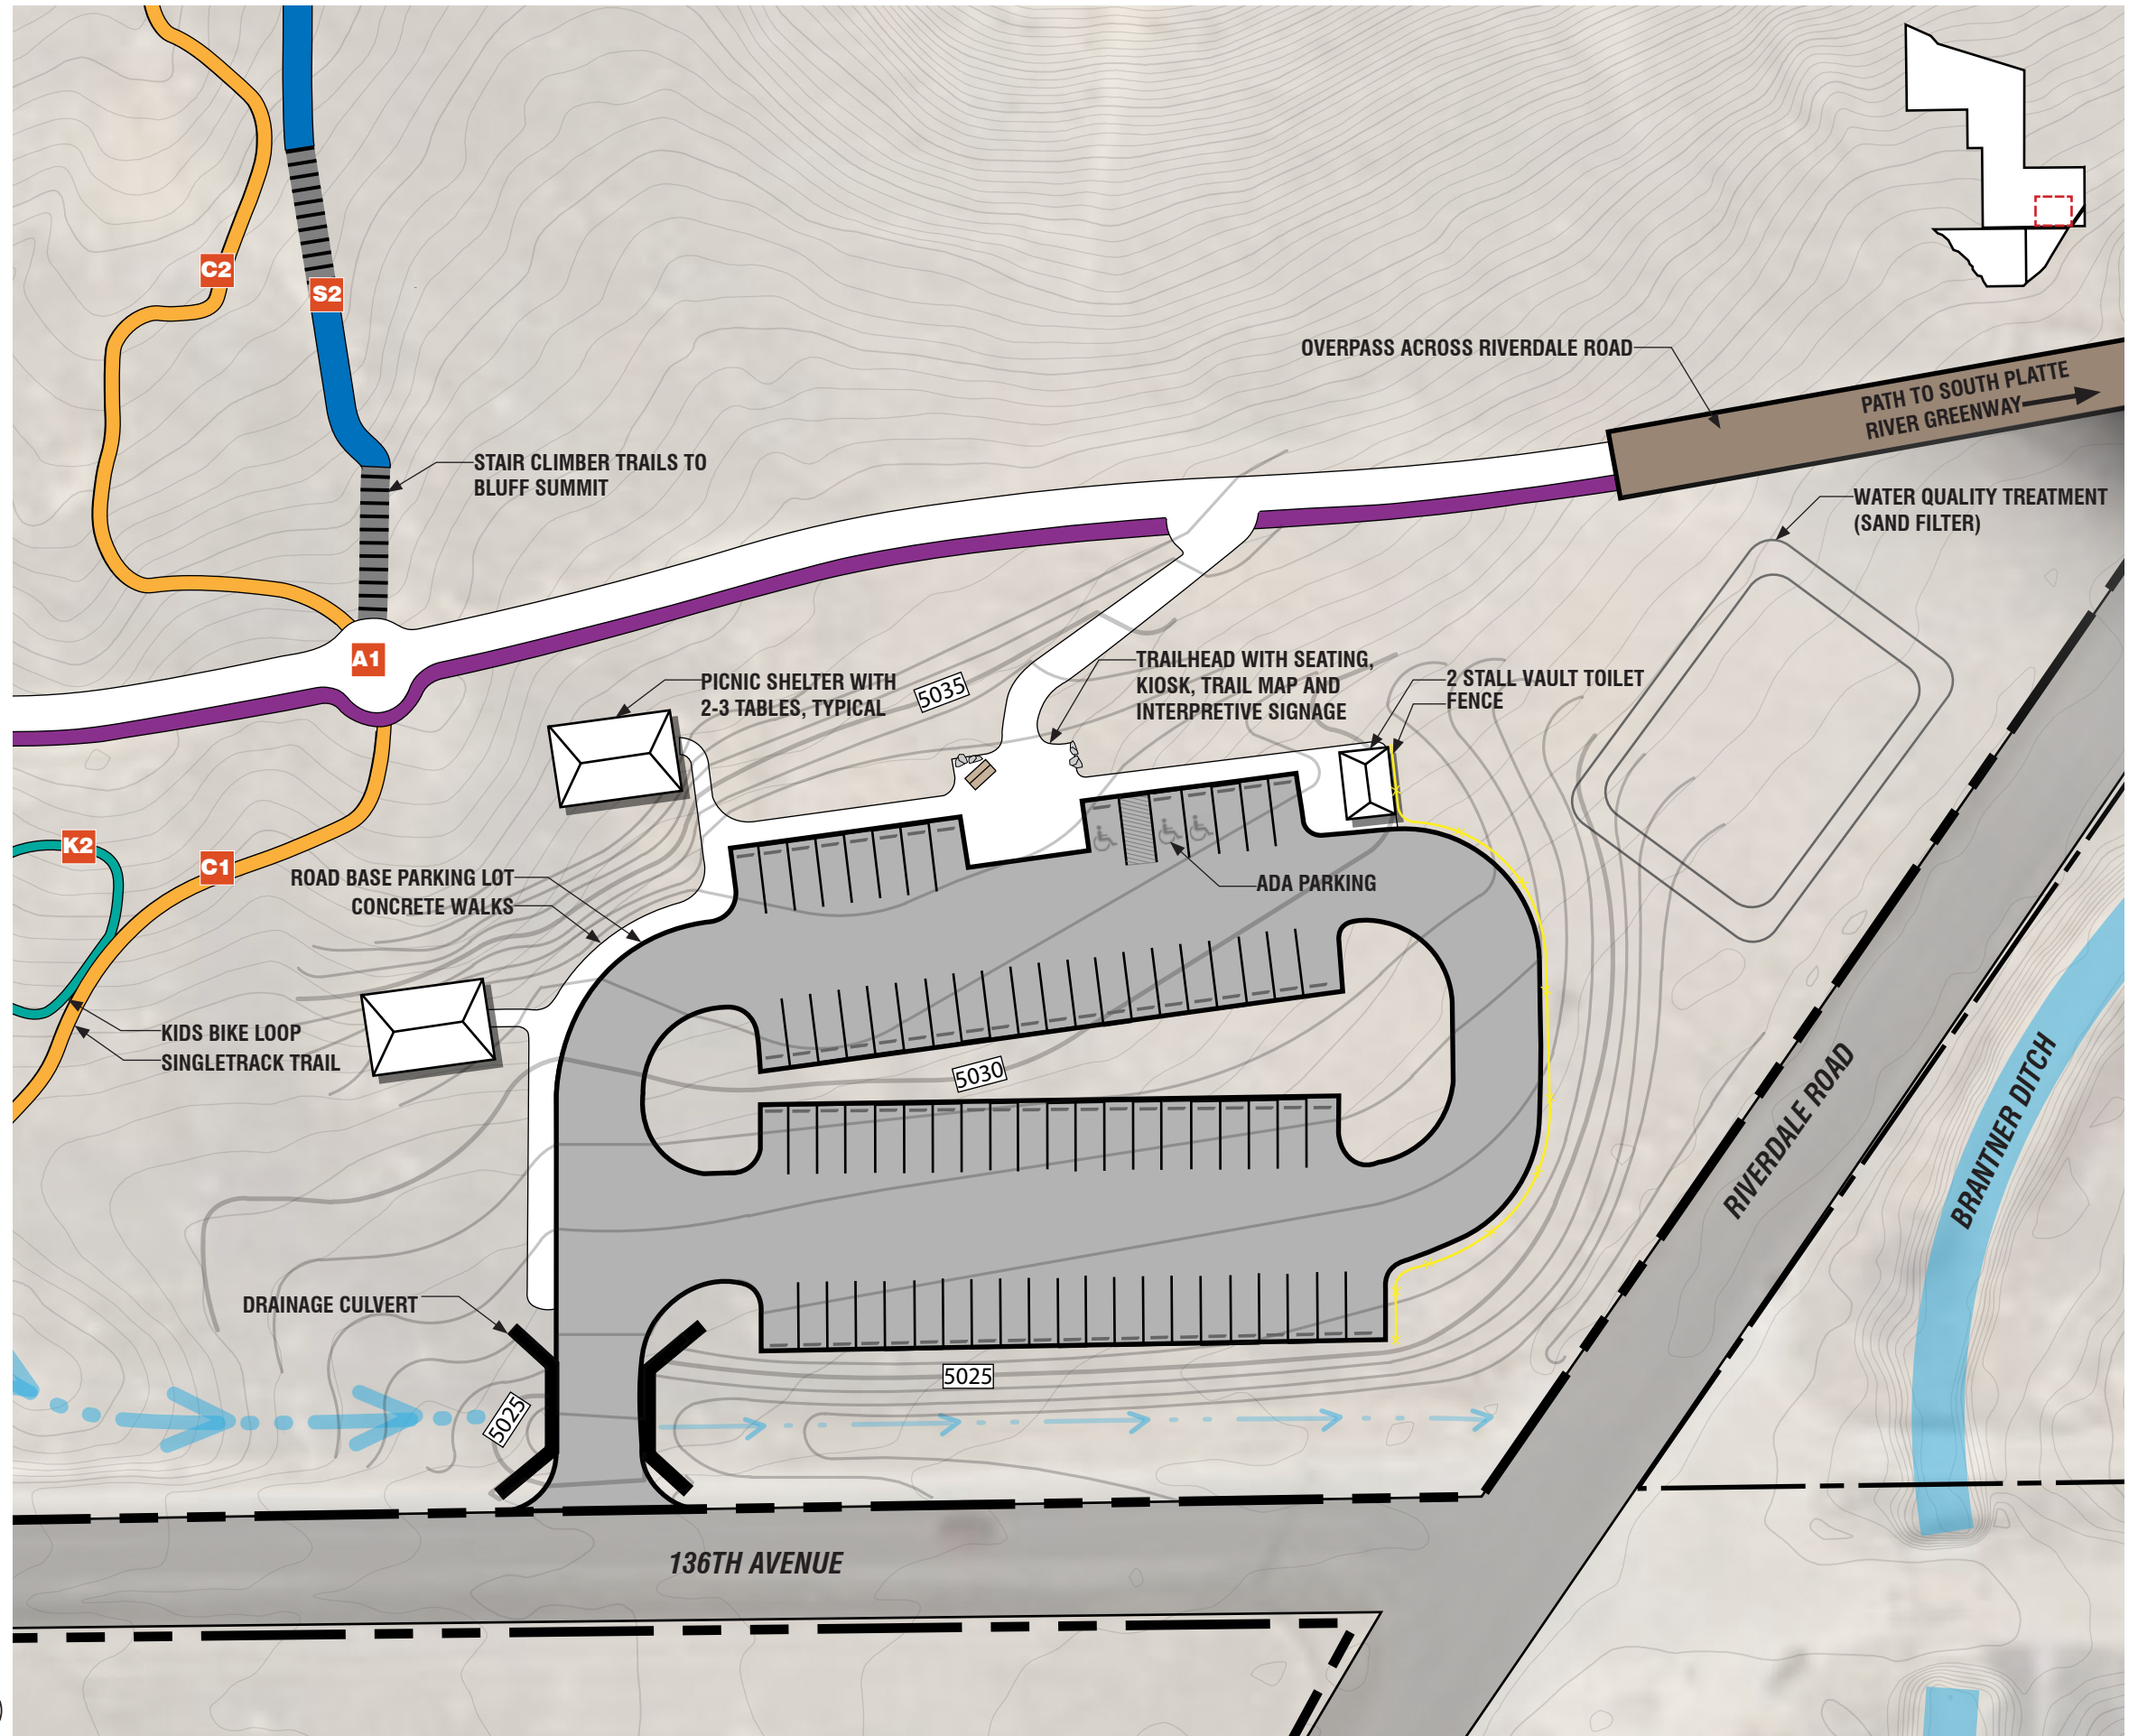 C2
S2
OVERPASS ACROSS RIVERDALE ROAD
PATH TO SOUTH PLATTE
RIVER GREENWAY
STAIR CLIMBER TRAILS TO
BLUFF SUMMIT
WATER QUALITY TREATMENT
(SAND FILTER)
A1
PICNIC SHELTER WITH
2-3 TABLES, TYPICAL
5035
TRAILHEAD WITH SEATING,
KIOSK, TRAIL MAP AND
INTERPRETIVE SIGNAGE
2 STALL VAULT TOILET
FENCE
K2
C1
ROAD BASE PARKING LOT
CONCRETE WALKS
ADA PARKING
KIDS BIKE LOOP
SINGLETRACK TRAIL
5030
RIVERDALE ROAD
BRANTNER DITCH
DRAINAGE CULVERT
5025
5025
136TH AVENUE